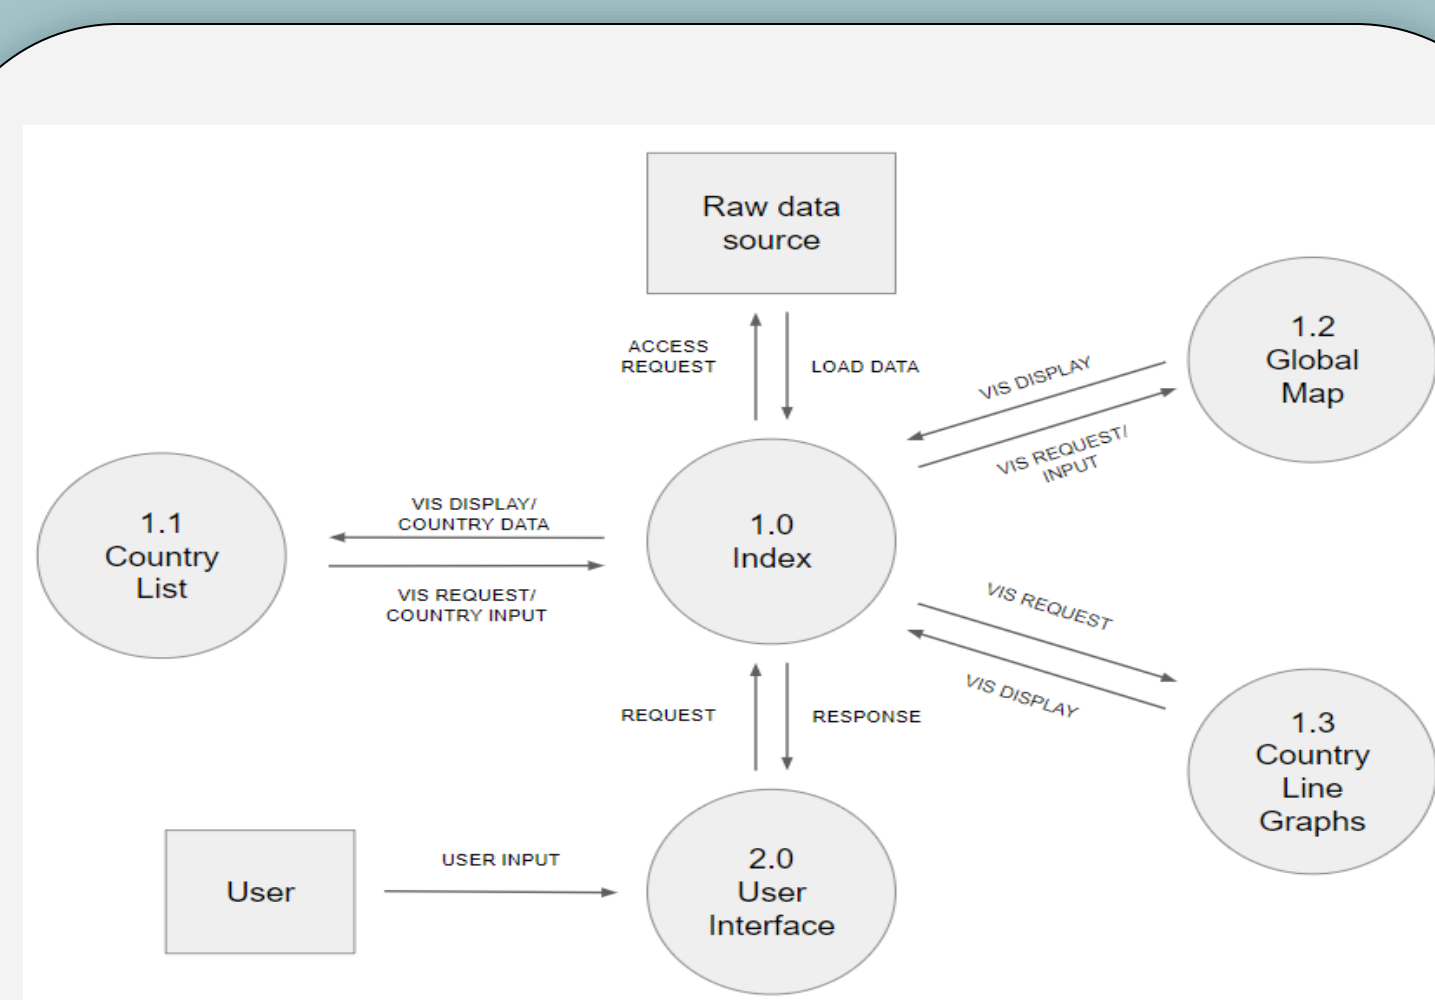 Raw data
source
ACCESS
REQUEST
LOAD DATA
1.2
Global
Map
VIS DISPLAY
VIS REQUEST/
INPUT
1.1
Country
List
VIS DISPLAY/
COUNTRY DATA
VIS REQUEST/
COUNTRY INPUT
1.0
Index
VIS REQUEST
VIS DISPLAY
1.3
Country
Line
Graphs
REQUEST
RESPONSE
User
USER INPUT
2.0
User
Interface